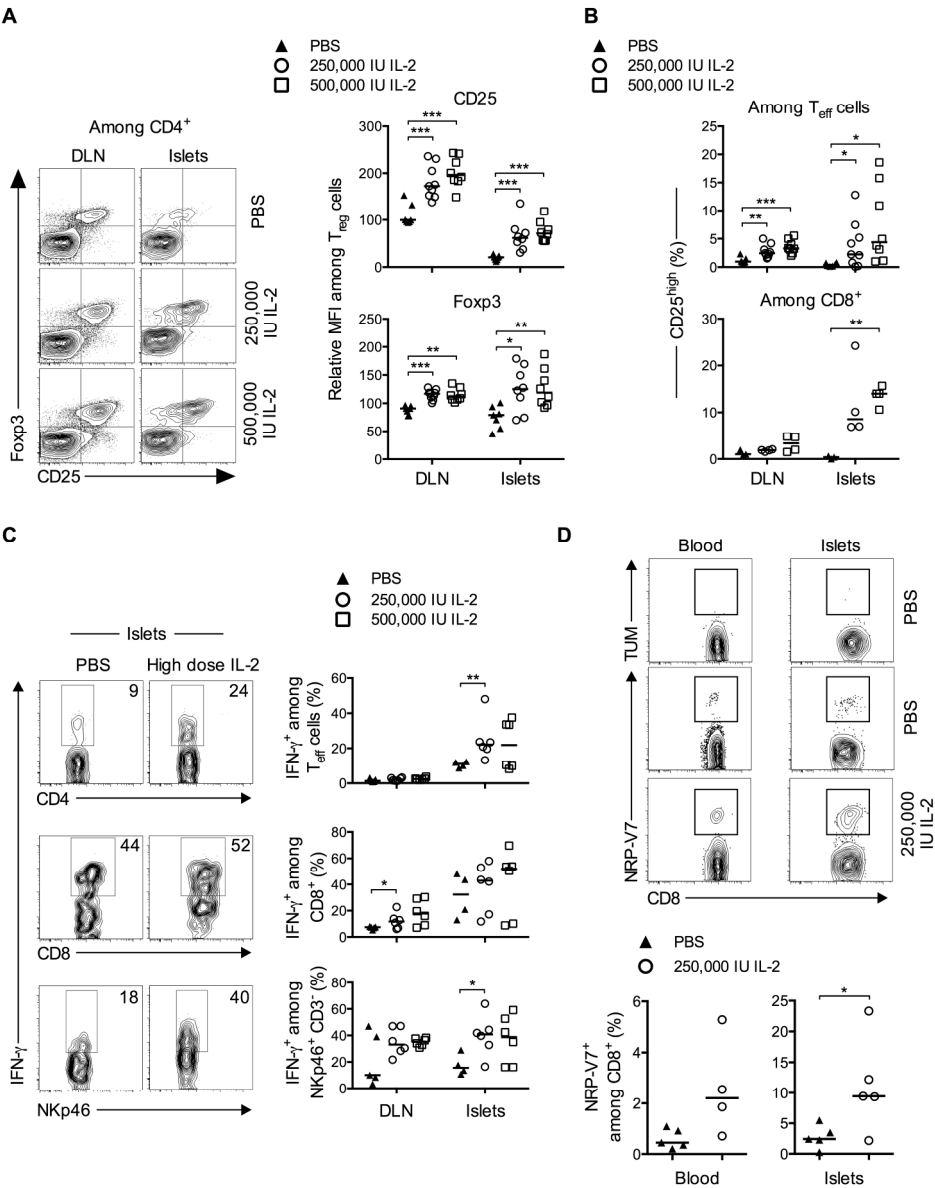 A
PBS
250,000 IU IL-2
500,000 IU IL-2
Among CD4⁺
DLN Islets
PBS
250,000 IU IL-2
500,000 IU IL-2
Foxp3
CD25
Relative MFI among Treg cells
CD25
***
***
***
***
300
200
100
0
Foxp3
**
***
**
*
250
200
150
100
50
0
DLN Islets
B
PBS
250,000 IU IL-2
500,000 IU IL-2
CD25high (%)
Among Teff cells
***
**
*
*
25
20
15
10
5
0
Among CD8⁺
**
30
20
10
0
DLN Islets
C
PBS
250,000 IU IL-2
500,000 IU IL-2
Islets
PBS High dose IL-2
9 24
CD4
44 52
CD8
18 40
IFN-γ
NKp46
IFN-γ⁺ among Teff cells (%)
**
60
40
20
0
IFN-γ⁺ among CD8⁺ (%)
*
80
60
40
20
0
IFN-γ⁺ among NKp46⁺ CD3⁻ (%)
*
80
60
40
20
0
DLN Islets
D
Blood Islets
TUM
PBS
PBS
NRP-V7
250,000 IU IL-2
CD8
PBS
250,000 IU IL-2
NRP-V7⁺ among CD8⁺ (%)
6
4
2
0
Blood
*
25
20
15
10
5
0
Islets